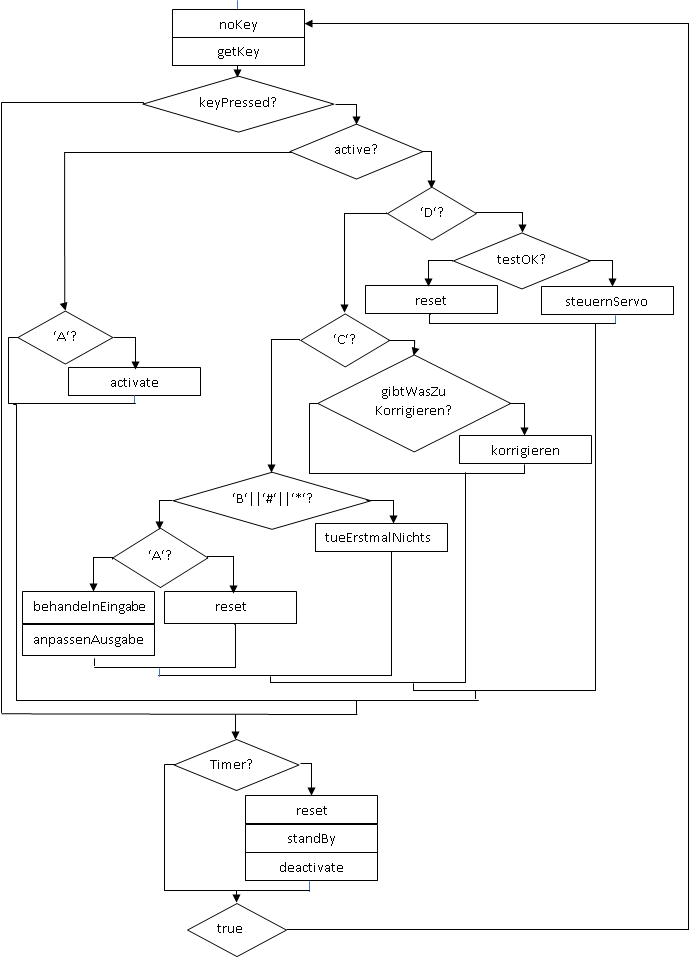 noKey
getKey
keyPressed?
active?
‘D‘?
testOK?
reset
steuernServo
‘A‘?
‘C‘?
activate
gibtWasZu
Korrigieren?
korrigieren
‘B‘||‘#‘||‘*‘?
tueErstmalNichts
‘A‘?
behandelnEingabe
reset
anpassenAusgabe
Timer?
reset
standBy
deactivate
true